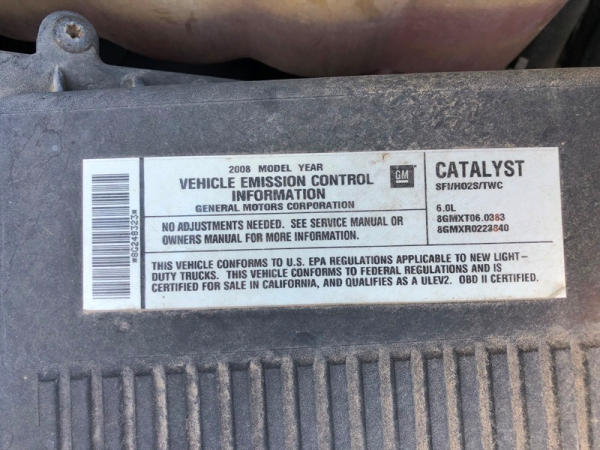 *8G248323*
2008 MODEL YEAR
VEHICLE EMISSION CONTROL
INFORMATION
GENERAL MOTORS CORPORATION
GM
NO ADJUSTMENTS NEEDED. SEE SERVICE MANUAL OR
OWNERS MANUAL FOR MORE INFORMATION.
CATALYST
SFI/HO2S/TWC
6.0L
8GMXT06.0383
8GMXR0223840
THIS VEHICLE CONFORMS TO U.S. EPA REGULATIONS APPLICABLE TO NEW LIGHT-
DUTY TRUCKS. THIS VEHICLE CONFORMS TO FEDERAL REGULATIONS AND IS
CERTIFIED FOR SALE IN CALIFORNIA, AND QUALIFIES AS A ULEV2. OBD II CERTIFIED.